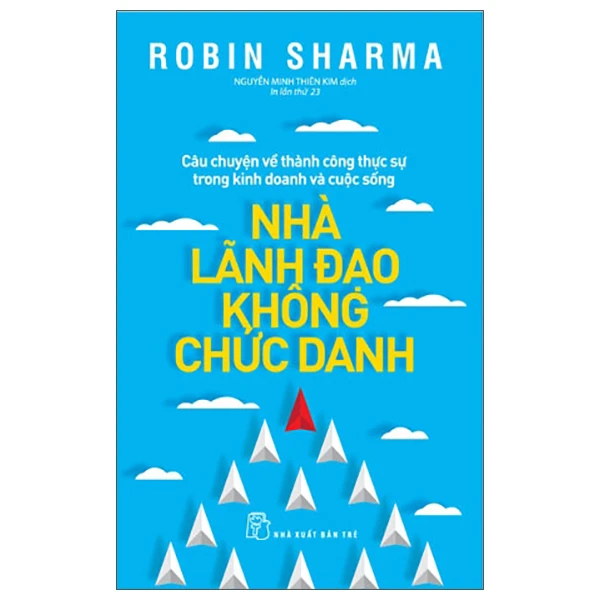 ROBIN SHARMA
NGUYỄN MINH THIÊN KIM dịch
In lần thứ 23
Câu chuyện về thành công thực sự
trong kinh doanh và cuộc sống
NHÀ
LÃNH ĐẠO
KHÔNG
CHỨC DANH
NHÀ XUẤT BẢN TRẺ